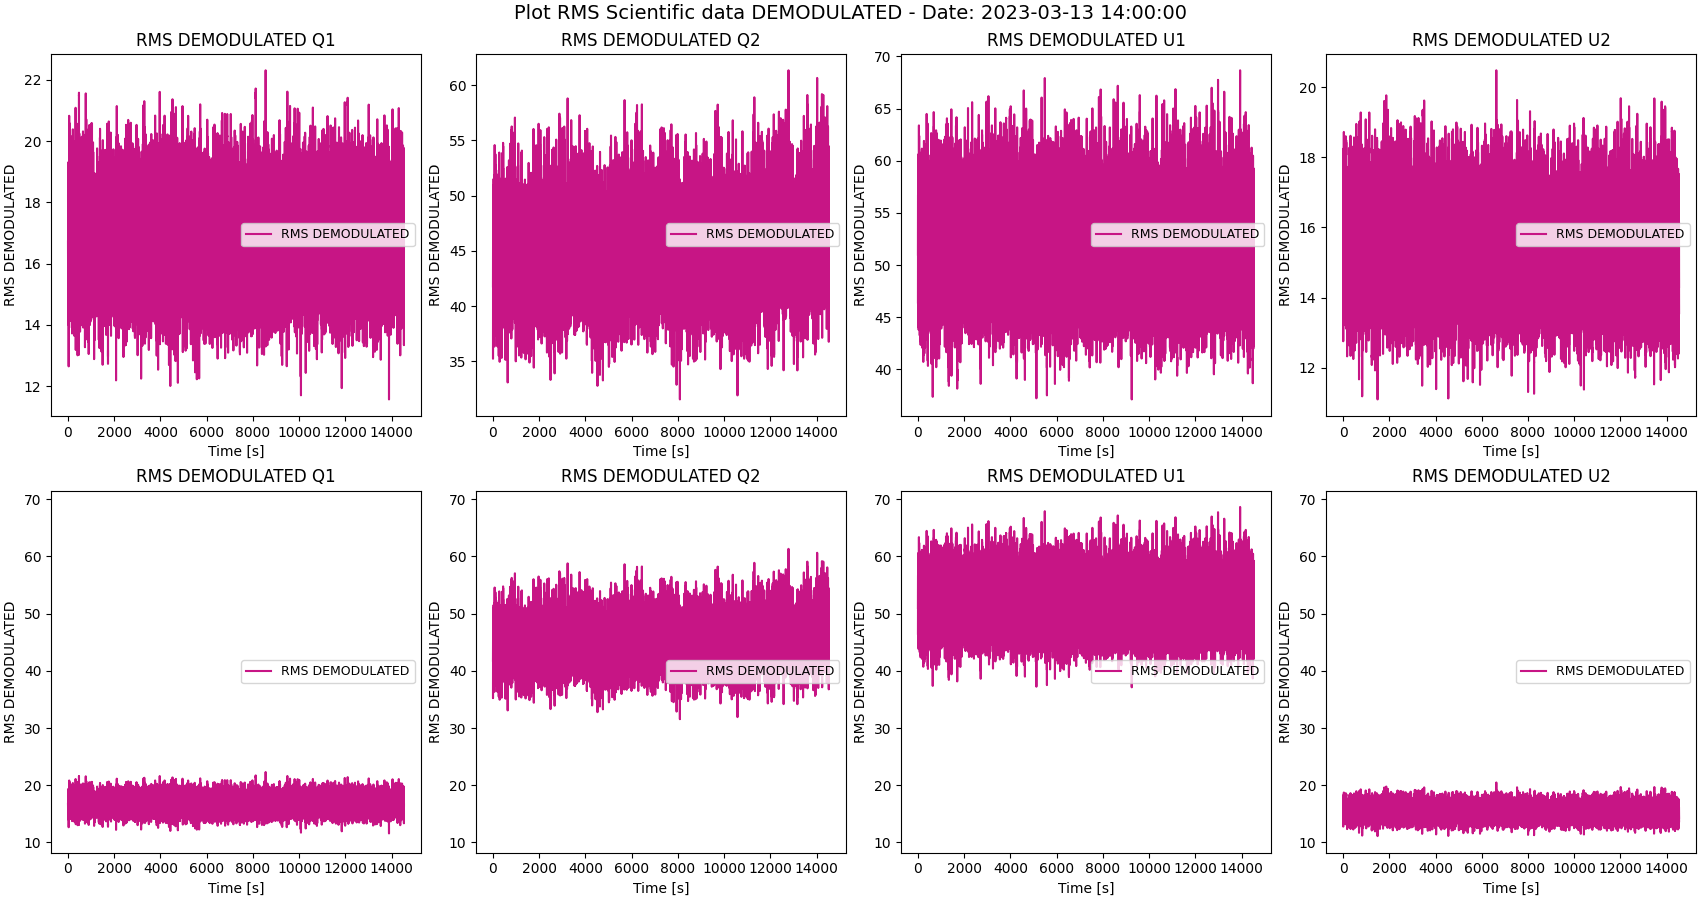 Plot RMS Scientific data DEMODULATED - Date: 2023-03-13 14:00:00
RMS DEMODULATED Q1
RMS DEMODULATED
22
20
18
16
14
12
RMS DEMODULATED
0 2000 4000 6000 8000 10000 12000 14000
Time [s]
RMS DEMODULATED Q2
RMS DEMODULATED
60
55
50
45
40
35
RMS DEMODULATED
0 2000 4000 6000 8000 10000 12000 14000
Time [s]
RMS DEMODULATED U1
RMS DEMODULATED
70
65
60
55
50
45
40
RMS DEMODULATED
0 2000 4000 6000 8000 10000 12000 14000
Time [s]
RMS DEMODULATED U2
RMS DEMODULATED
20
18
16
14
12
RMS DEMODULATED
0 2000 4000 6000 8000 10000 12000 14000
Time [s]
RMS DEMODULATED Q1
RMS DEMODULATED
70
60
50
40
30
20
10
RMS DEMODULATED
0 2000 4000 6000 8000 10000 12000 14000
Time [s]
RMS DEMODULATED Q2
RMS DEMODULATED
70
60
50
40
30
20
10
RMS DEMODULATED
0 2000 4000 6000 8000 10000 12000 14000
Time [s]
RMS DEMODULATED U1
RMS DEMODULATED
70
60
50
40
30
20
10
RMS DEMODULATED
0 2000 4000 6000 8000 10000 12000 14000
Time [s]
RMS DEMODULATED U2
RMS DEMODULATED
70
60
50
40
30
20
10
RMS DEMODULATED
0 2000 4000 6000 8000 10000 12000 14000
Time [s]